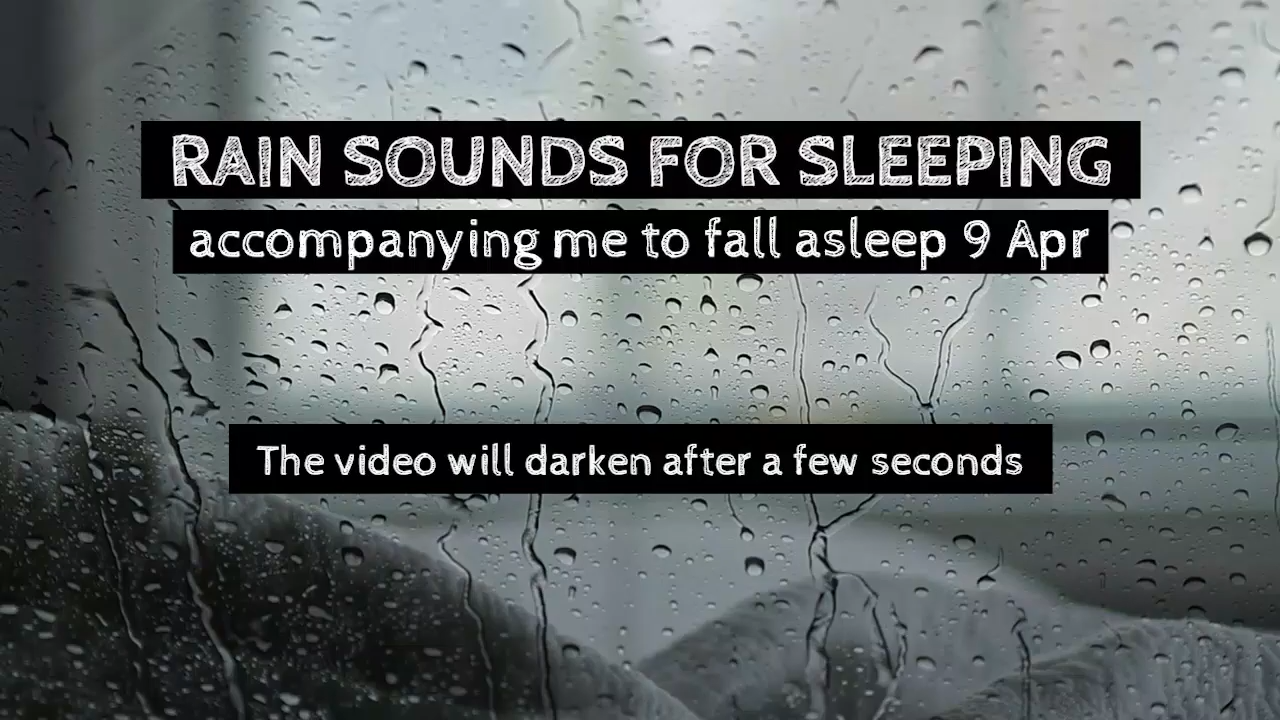 RAIN SOUNDS FOR SLEEPING
accompanying me to fall asleep 9 Apr
The video will darken after a few seconds